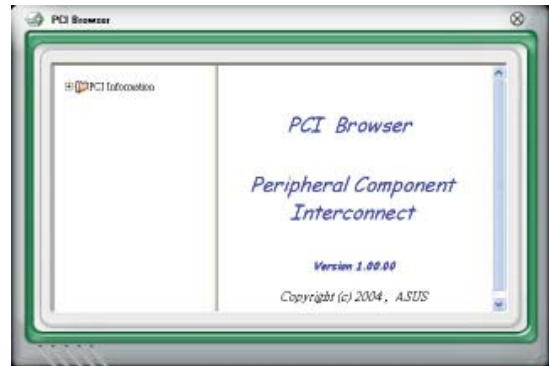 PCI Browser
PCI Information
PCI Browser
Peripheral Component
Interconnect
Version 1.00.00
Copyright (c) 2004, ASUS